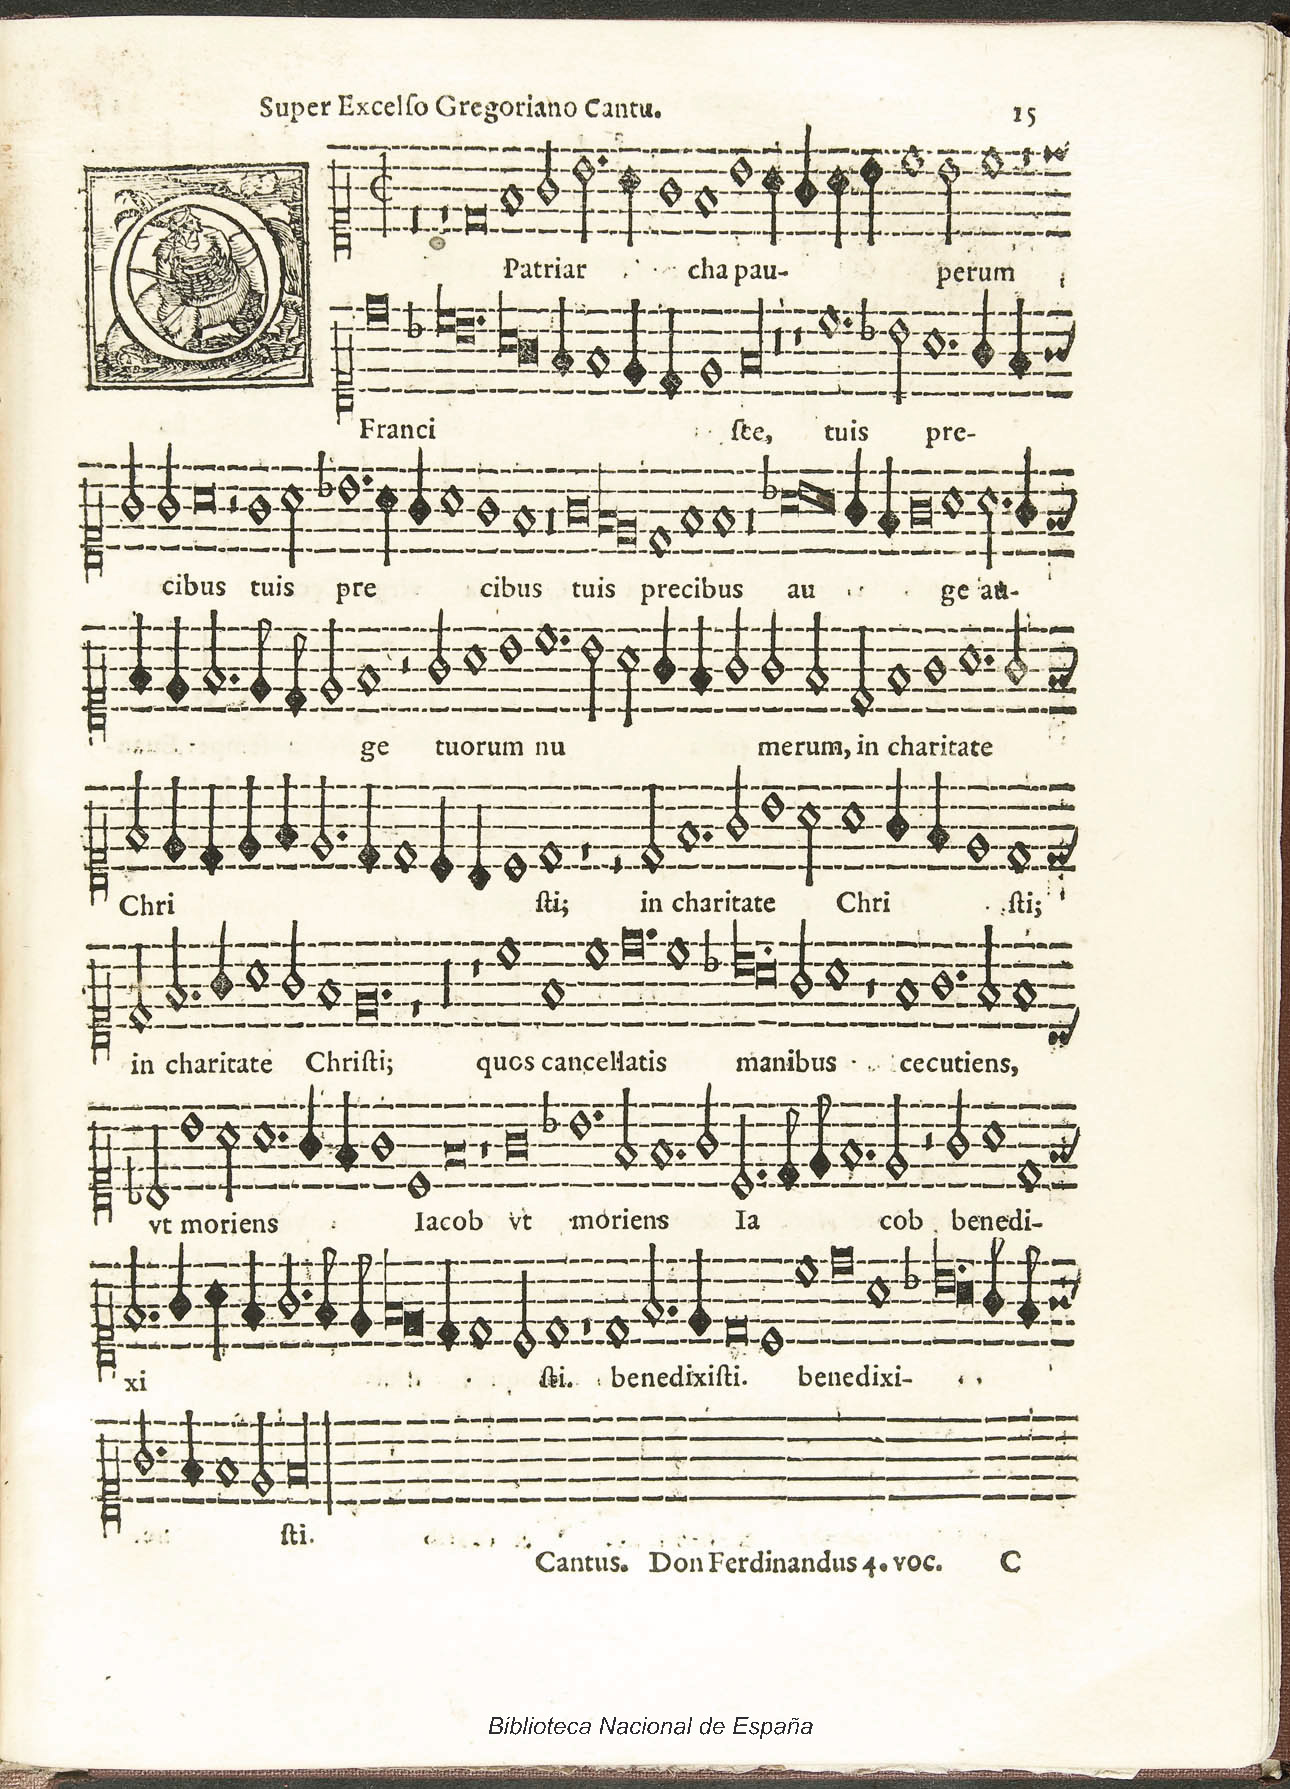 Super Excelſo Gregoriano Cantu. 15
O
Patriar cha pau- perum
Franci ſce, tuis pre-
cibus tuis pre cibus tuis precibus au ge au-
ge tuorum nu merum, in charitate
Chri ſti; in charitate Chri ſti;
in charitate Chriſti; quos cancellatis manibus cecutiens,
vt moriens Iacob vt moriens Ia cob benedi-
xi ſti. benedixiſti. benedixi-
ſti.
Cantus. Don Ferdinandus 4. voc. C
Biblioteca Nacional de España